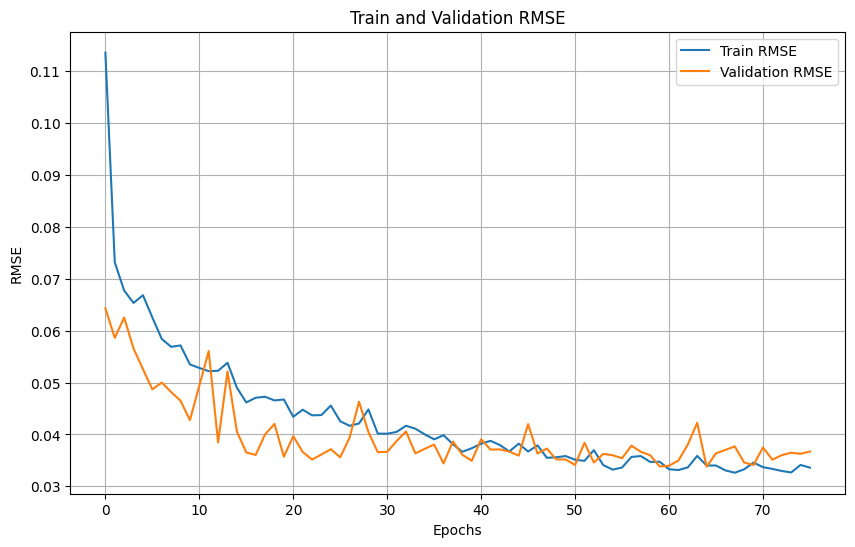 Train and Validation RMSE
Train RMSE
Validation RMSE
RMSE
0.11
0.10
0.09
0.08
0.07
0.06
0.05
0.04
0.03
0 10 20 30 40 50 60 70
Epochs